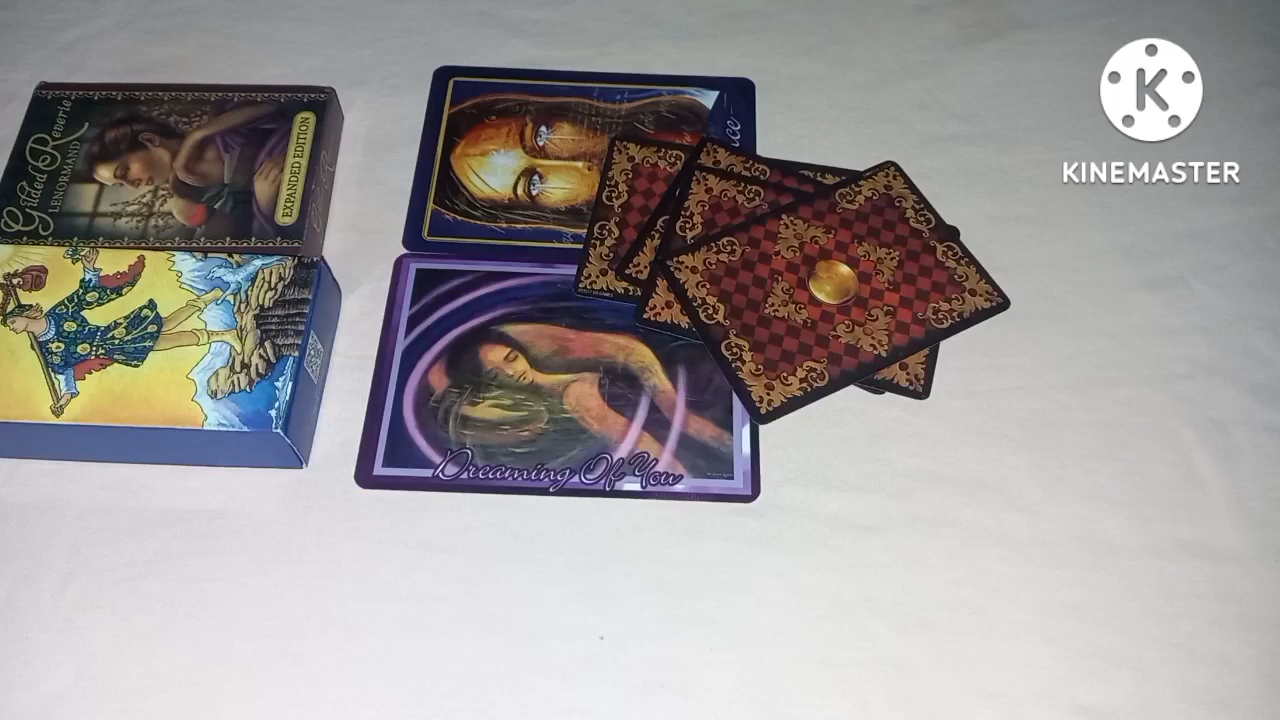 Gilded Reverie
LENORMAND
EXPANDED EDITION
Dreaming Of You
KINEMASTER